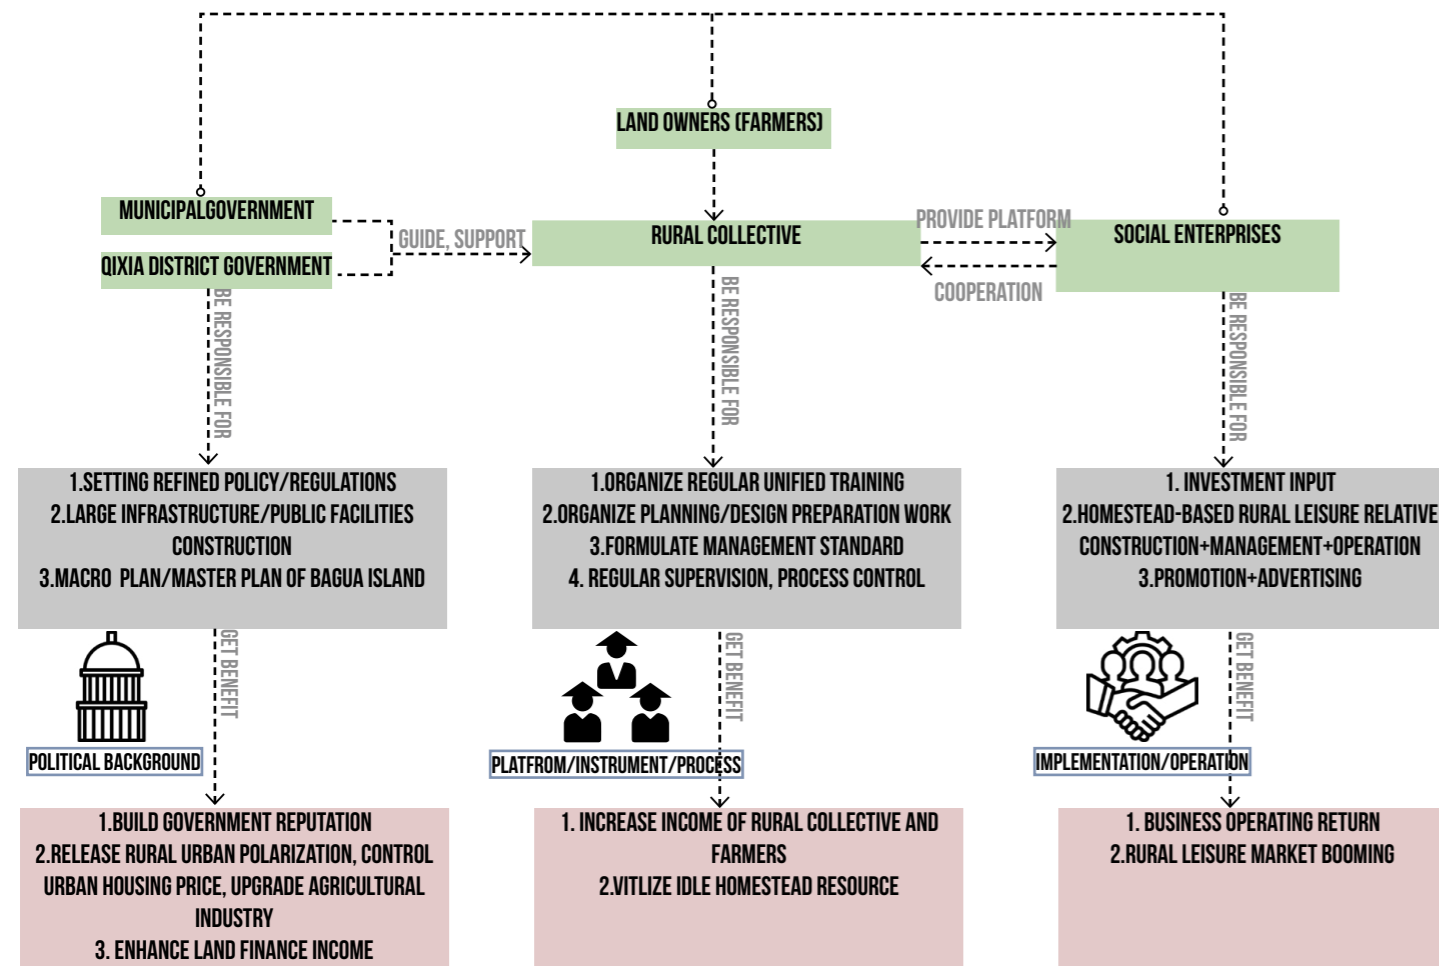 LAND OWNERS (FARMERS)
MUNICIPALGOVERNMENT
QIXIA DISTRICT GOVERNMENT
GUIDE, SUPPORT
RURAL COLLECTIVE
PROVIDE PLATFORM
COOPERATION
SOCIAL ENTERPRISES
BE RESPONSIBLE FOR
BE RESPONSIBLE FOR
BE RESPONSIBLE FOR
1.SETTING REFINED POLICY/REGULATIONS
2.LARGE INFRASTRUCTURE/PUBLIC FACILITIES
CONSTRUCTION
3.MACRO PLAN/MASTER PLAN OF BAGUA ISLAND
1.ORGANIZE REGULAR UNIFIED TRAINING
2.ORGANIZE PLANNING/DESIGN PREPARATION WORK
3.FORMULATE MANAGEMENT STANDARD
4. REGULAR SUPERVISION, PROCESS CONTROL
1. INVESTMENT INPUT
2.HOMESTEAD-BASED RURAL LEISURE RELATIVE
CONSTRUCTION+MANAGEMENT+OPERATION
3.PROMOTION+ADVERTISING
GET BENEFIT
GET BENEFIT
GET BENEFIT
POLITICAL BACKGROUND
PLATFROM/INSTRUMENT/PROCESS
IMPLEMENTATION/OPERATION
1.BUILD GOVERNMENT REPUTATION
2.RELEASE RURAL URBAN POLARIZATION, CONTROL
URBAN HOUSING PRICE, UPGRADE AGRICULTURAL
INDUSTRY
3. ENHANCE LAND FINANCE INCOME
1. INCREASE INCOME OF RURAL COLLECTIVE AND
FARMERS
2.VITLIZE IDLE HOMESTEAD RESOURCE
1. BUSINESS OPERATING RETURN
2.RURAL LEISURE MARKET BOOMING